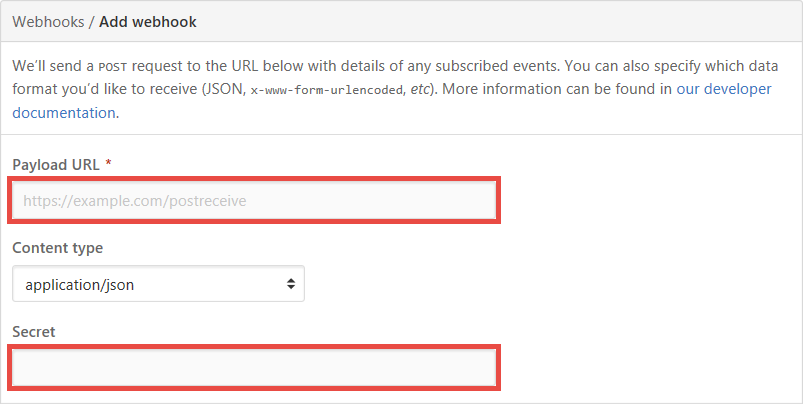 Webhooks / Add webhook
We’ll send a POST request to the URL below with details of any subscribed events. You can also specify which data
format you’d like to receive (JSON, x-www-form-urlencoded, etc). More information can be found in our developer
documentation.
Payload URL *
https://example.com/postreceive
Content type
application/json
Secret